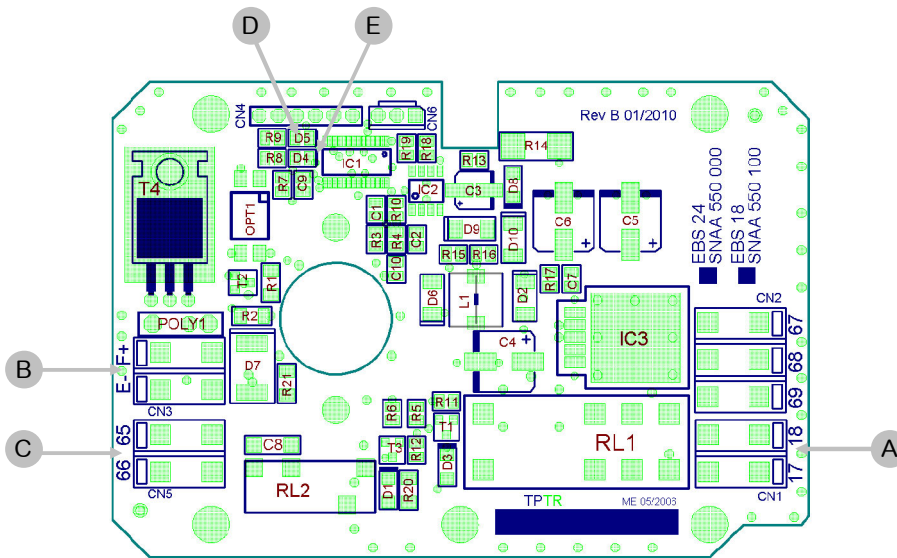 D E
CN4 CN6
Rev B 01/2010
R9 D5 R19 R18 R14
R8 D4 IC1 R13
T4 R7 C9 IC2 C3 D8
EBS 24
SNAA 550 000
EBS 18
SNAA 550 100
OPT1 C1 R10 C6 C5
R3 R4 C2 D9 D10
C10 R15 R16
T2 R1 R17 C7
D6 L1 D2
CN2
POLY1 R2 67
IC3
B E-F+ D7 C4 68
R21 69
CN3
R6 R5 R11
C 65 T1 18 A
66 C8 T3 R12 RL1
D3 17
CN5 RL2 D1 R20 CN1
TPTR ME 05/2006